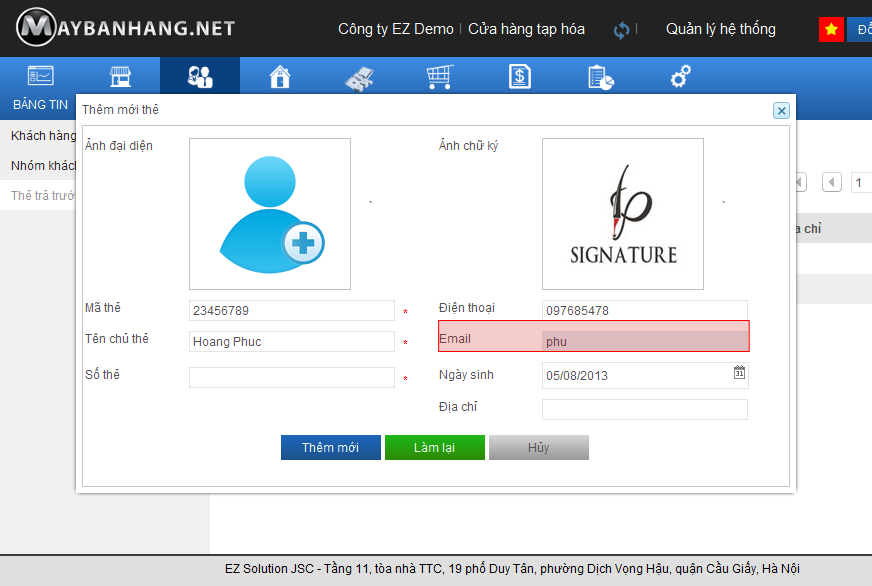 MAYBANHANG.NET
Công ty EZ Demo | Cửa hàng tạp hóa | Quản lý hệ thống
BẢNG TIN
Thêm mới thẻ
Khách hàng
Nhóm khách
Thẻ trả trướ
Ảnh đại diện
Ảnh chữ ký
SIGNATURE
1
a chỉ
Mã thẻ 23456789 *
Điện thoại 097685478
Tên chủ thẻ Hoang Phuc *
Email phu
Số thẻ *
Ngày sinh 05/08/2013
31
Địa chỉ
Thêm mới Làm lại Hủy
EZ Solution JSC - Tầng 11, tòa nhà TTC, 19 phố Duy Tân, phường Dịch Vọng Hậu, quận Cầu Giấy, Hà Nội